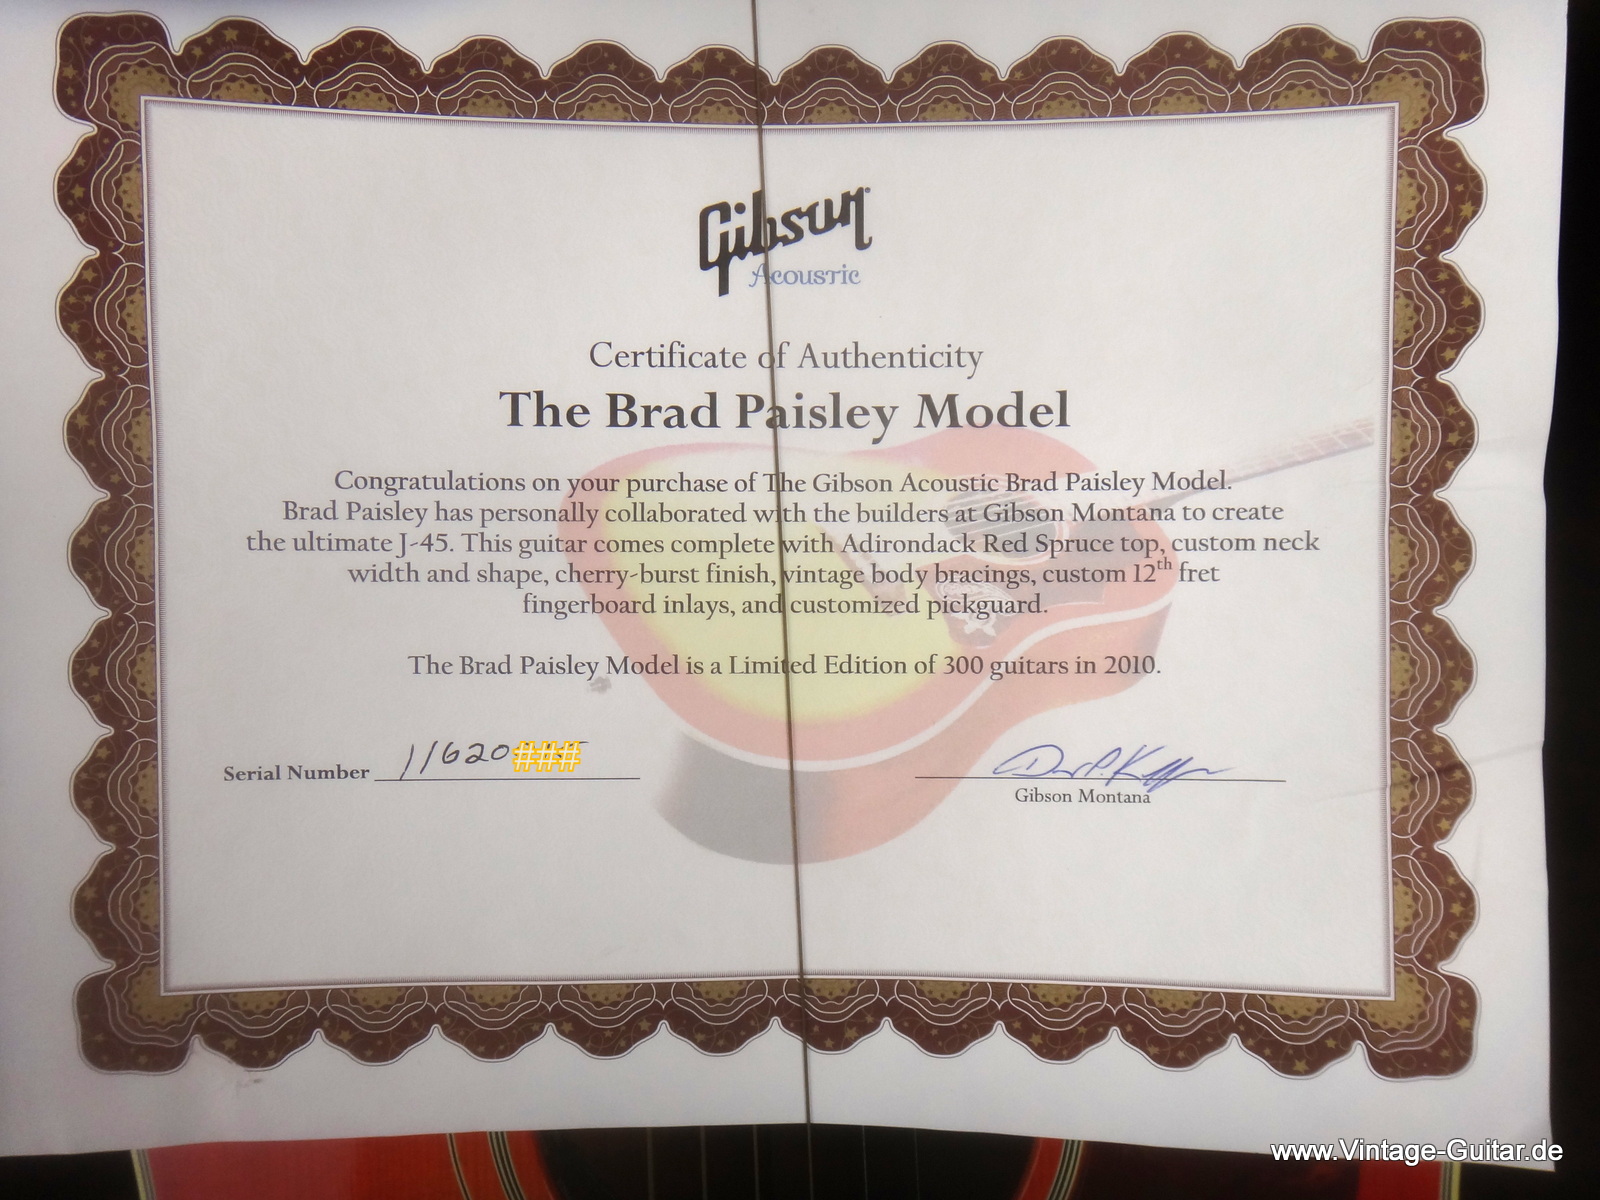 Gibson
Acoustic
Certificate of Authenticity
The Brad Paisley Model
Congratulations on your purchase of The Gibson Acoustic Brad Paisley Model.
Brad Paisley has personally collaborated with the builders at Gibson Montana to create
the ultimate J-45. This guitar comes complete with Adirondack Red Spruce top, custom neck
width and shape, cherry-burst finish, vintage body bracings, custom 12th fret
fingerboard inlays, and customized pickguard.
The Brad Paisley Model is a Limited Edition of 300 guitars in 2010.
Serial Number 11620###
Gibson Montana
www.Vintage-Guitar.de